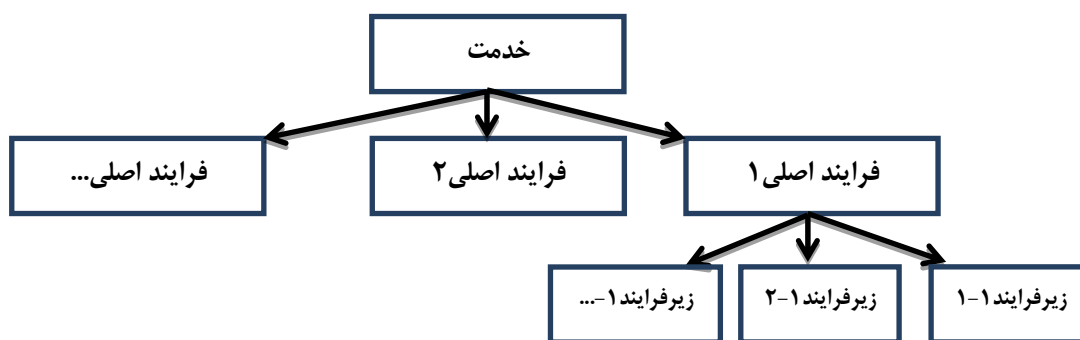 خدمت
فرایند اصلی۱
فرایند اصلی۲
فرایند اصلی...
زیرفرایند۱-۱
زیرفرایند۱-۲
زیرفرایند۱-...